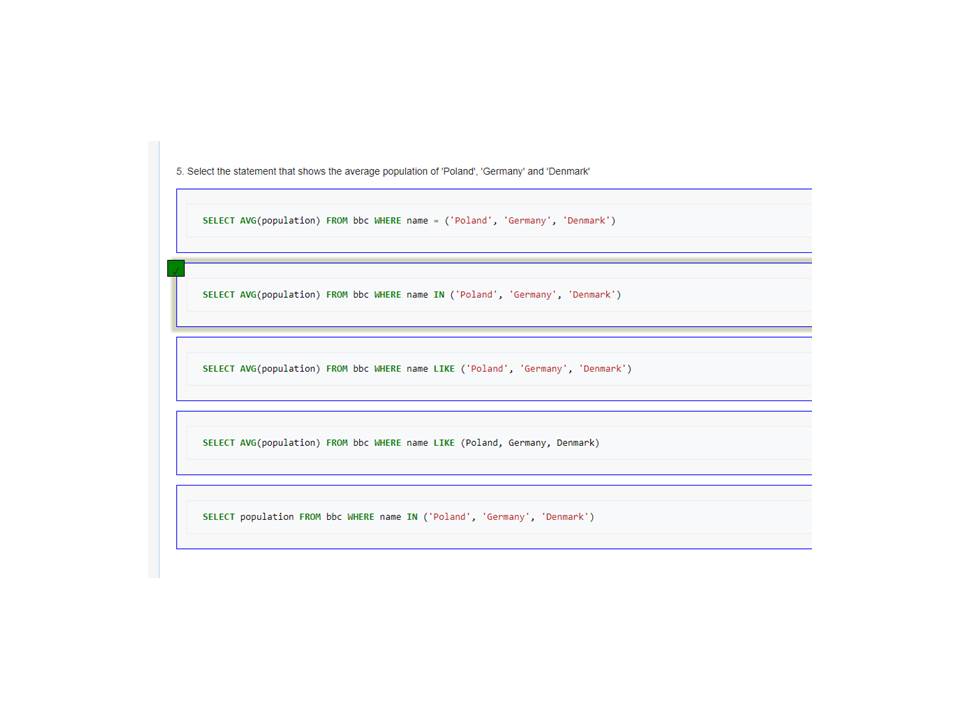 5. Select the statement that shows the average population of 'Poland', 'Germany' and 'Denmark'
SELECT AVG(population) FROM bbc WHERE name = ('Poland', 'Germany', 'Denmark')
SELECT AVG(population) FROM bbc WHERE name IN ('Poland', 'Germany', 'Denmark')
SELECT AVG(population) FROM bbc WHERE name LIKE ('Poland', 'Germany', 'Denmark')
SELECT AVG(population) FROM bbc WHERE name LIKE (Poland, Germany, Denmark)
SELECT population FROM bbc WHERE name IN ('Poland', 'Germany', 'Denmark')